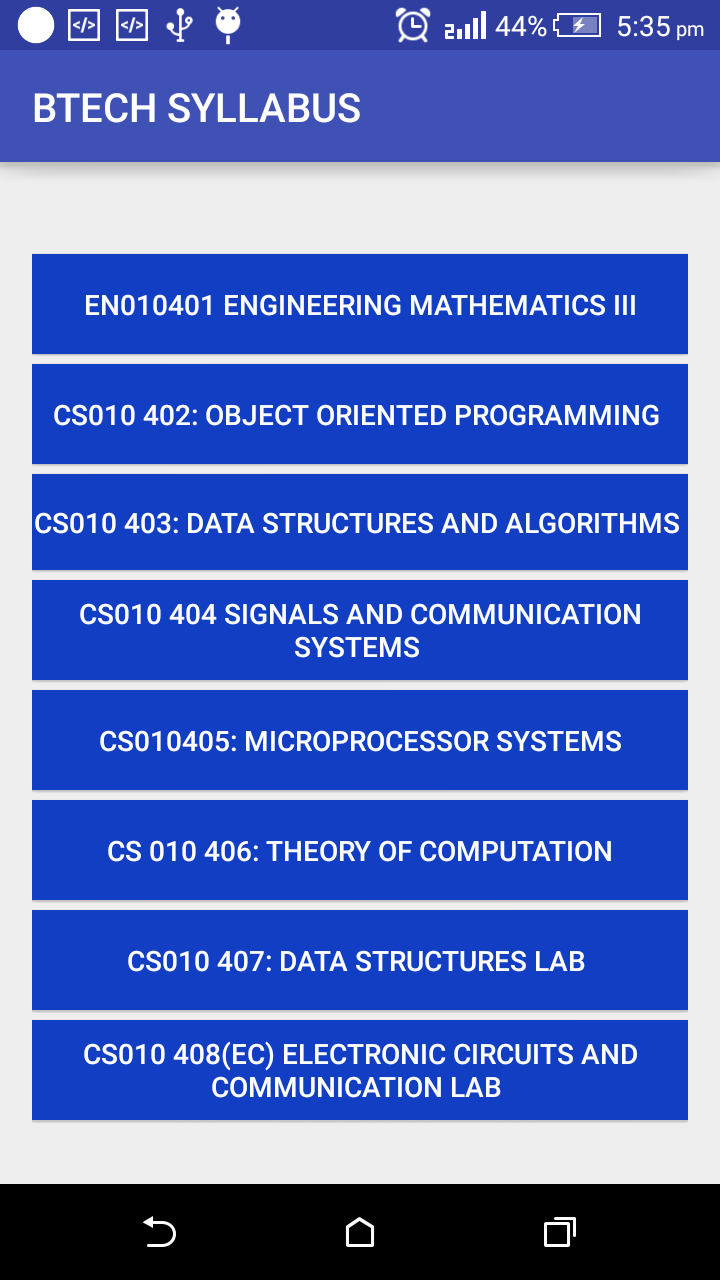 44% 5:35 pm
BTECH SYLLABUS
EN010401 ENGINEERING MATHEMATICS III
CS010 402: OBJECT ORIENTED PROGRAMMING
CS010 403: DATA STRUCTURES AND ALGORITHMS
CS010 404 SIGNALS AND COMMUNICATION
SYSTEMS
CS010405: MICROPROCESSOR SYSTEMS
CS 010 406: THEORY OF COMPUTATION
CS010 407: DATA STRUCTURES LAB
CS010 408(EC) ELECTRONIC CIRCUITS AND
COMMUNICATION LAB